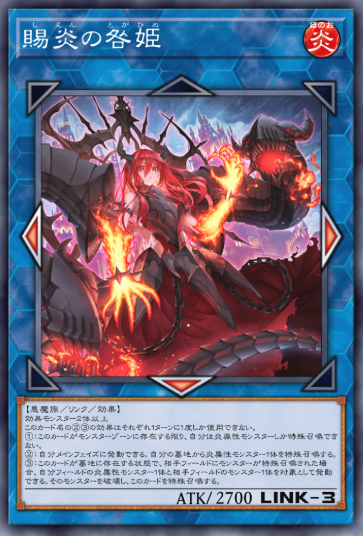 しえん とがひめ
賜炎の咎姫
ほのお
炎
【悪魔族／リンク／効果】
効果モンスター2体以上
このカード名の②③の効果はそれぞれ1ターンに1度しか使用できない。
①：このカードがモンスターゾーンに存在する限り、自分は炎属性モンスターしか特殊召喚でき
ない。
②：自分メインフェイズに発動できる。自分の墓地から炎属性モンスター1体を特殊召喚する。
③：このカードが墓地に存在する状態で、相手フィールドにモンスターが特殊召喚された場
合、自分フィールドの炎属性モンスター1体と相手フィールドのモンスター1体を対象として発動
できる。そのモンスターを破壊し、このカードを特殊召喚する。
ATK/ 2700 LINK-3